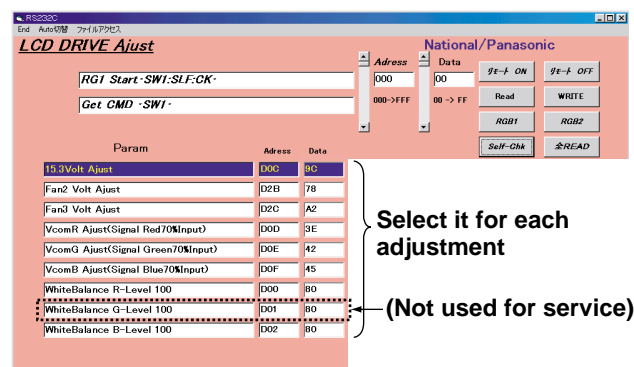 RS232C
End Auto切替 ファイルアクセス
LCD DRIVE Ajust
National/Panasonic
Adress Data
RG1 Start-SW1:SLF:CK-
000 00
ﾘﾓｰﾄ ON ﾘﾓｰﾄ OFF
Get CMD -SW1-
000->FFF 00 -> FF
Read WRITE
RGB1 RGB2
Self-Chk 全READ
Param Adress Data
15.3Volt Ajust D0C 9C
Fan2 Volt Ajust D2B 78
Fan3 Volt Ajust D2C A2
VcomR Ajust(Signal Red70%Input) D0D 3E
VcomG Ajust(Signal Green70%Input) D0E 42
VcomB Ajust(Signal Blue70%Input) D0F 45
WhiteBalance R-Level 100 D00 80
WhiteBalance G-Level 100 D01 80
WhiteBalance B-Level 100 D02 80
Select it for each
adjustment
(Not used for service)